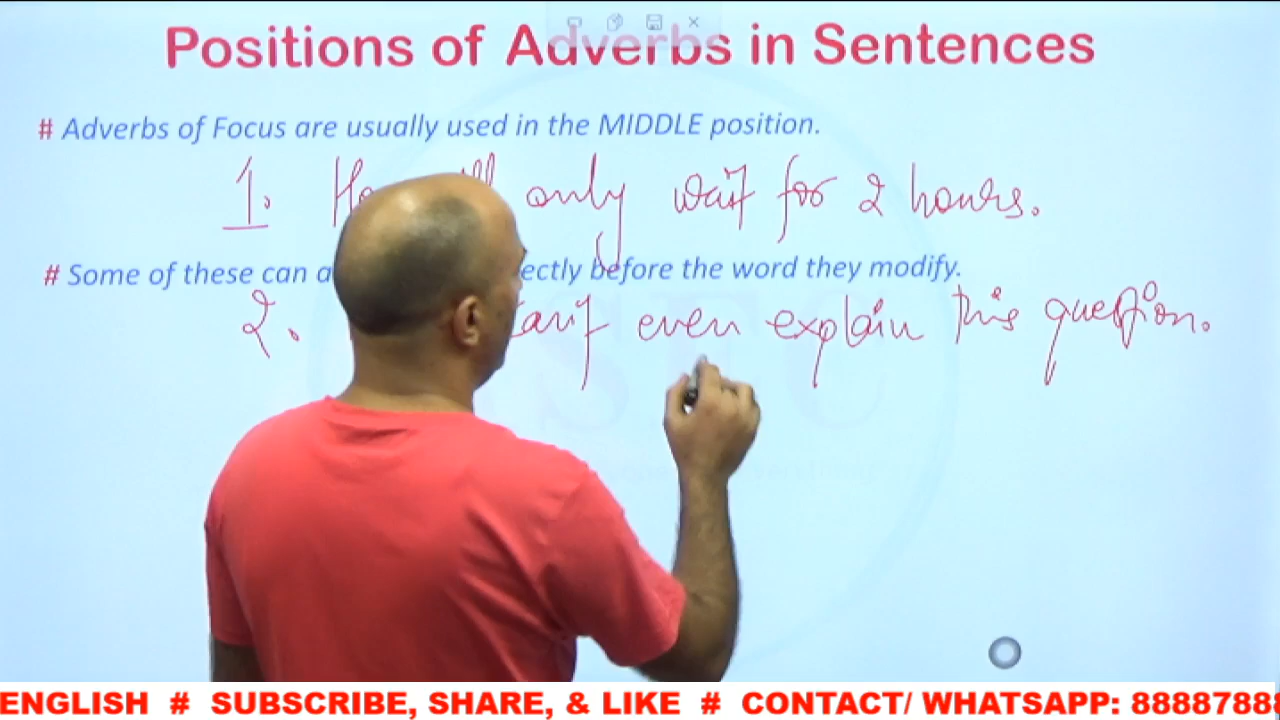 Positions of Adverbs in Sentences
# Adverbs of Focus are usually used in the MIDDLE position.
1. only wait for 2 hours.
# Some of these can before the word they modify.
2. even explain this question.
ENGLISH # SUBSCRIBE, SHARE, & LIKE # CONTACT/ WHATSAPP: 8888788